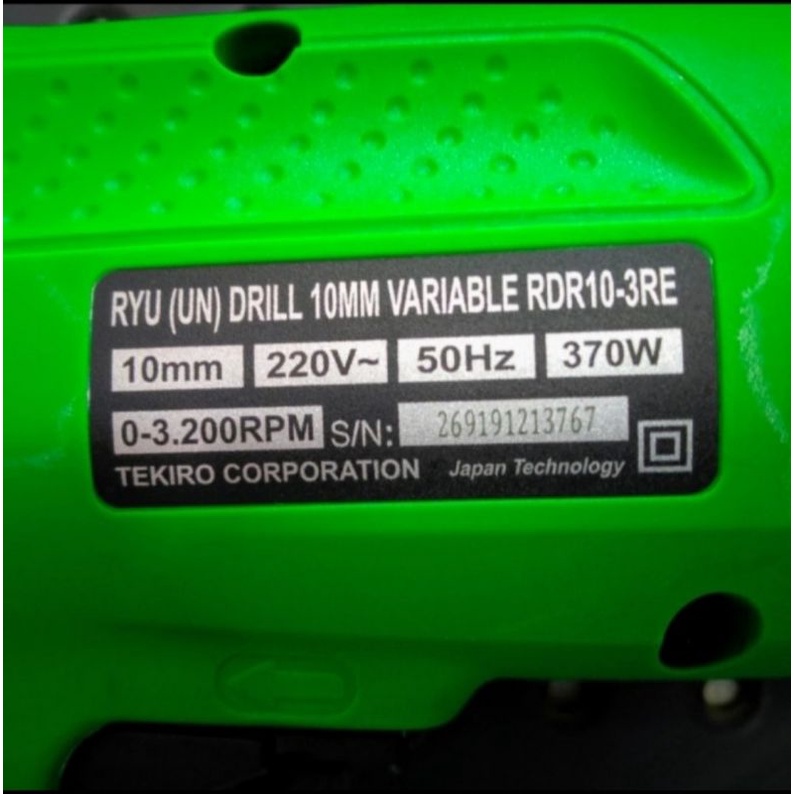 RYU (UN) DRILL 10MM VARIABLE RDR10-3RE
10mm 220V~ 50Hz 370W
0-3.200RPM S/N: 269191213767
TEKIRO CORPORATION Japan Technology